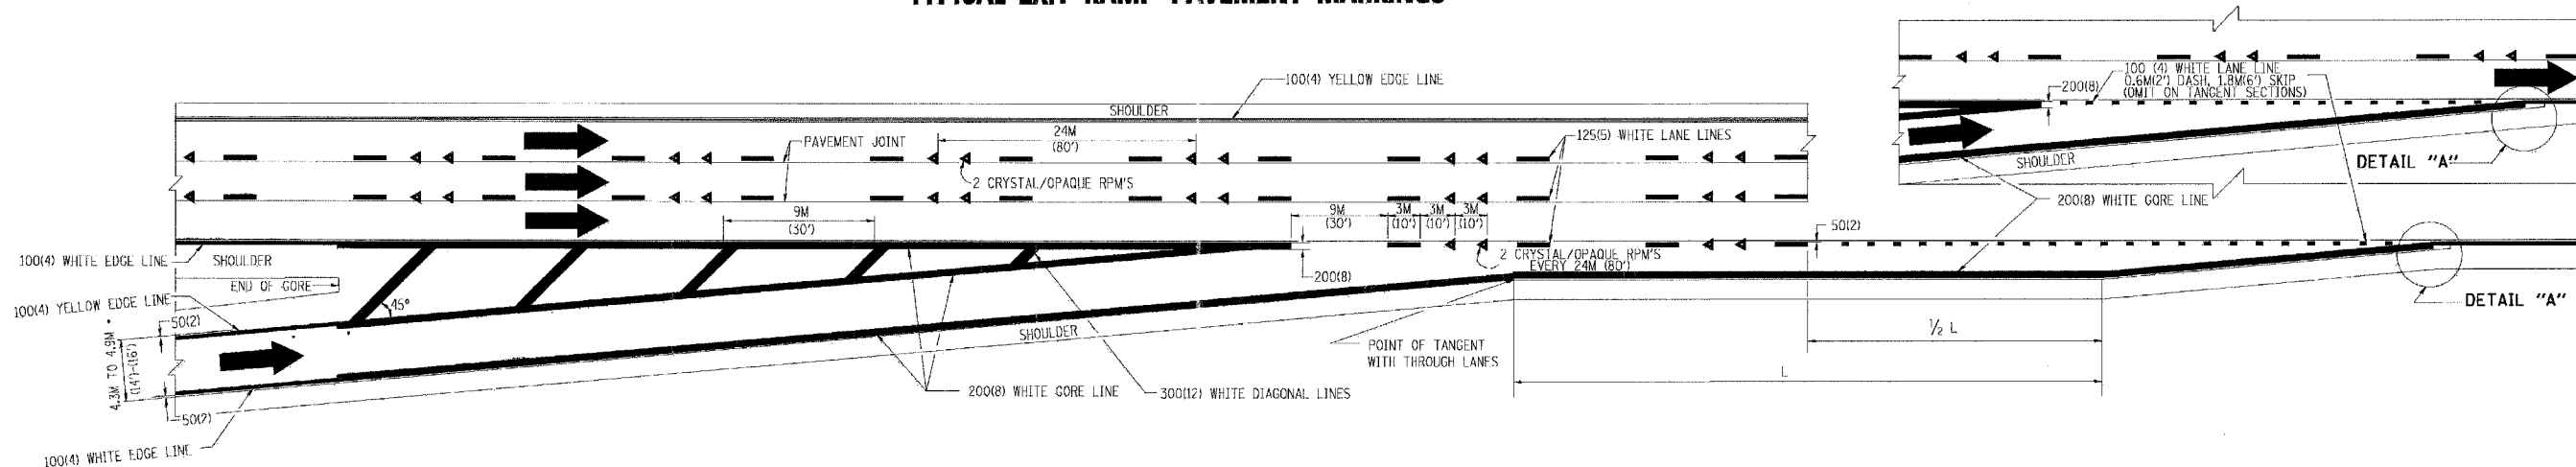 TYPICAL EXIT RAMP PAVEMENT MARKINGS
100(4) YELLOW EDGE LINE
SHOULDER
24M
(80')
PAVEMENT JOINT
125(5) WHITE LANE LINES
2 CRYSTAL/OPAQUE RPM'S
9M
(30')
9M
(30')
3M
(10')
3M
(10')
3M
(10')
50(2)
100(4) WHITE EDGE LINE
SHOULDER
END OF GORE
100(4) YELLOW EDGE LINE
45°
50(2)
4.3M TO 4.9M
(14')-(16')
50(2)
100(4) WHITE EDGE LINE
200(8)
2 CRYSTAL/OPAQUE RPM'S
EVERY 24M (80')
SHOULDER
200(8) WHITE GORE LINE
300(12) WHITE DIAGONAL LINES
POINT OF TANGENT
WITH THROUGH LANES
1/2 L
L
200(8)
100 (4) WHITE LANE LINE
0.6M(2') DASH, 1.8M(6') SKIP
(OMIT ON TANGENT SECTIONS)
SHOULDER
DETAIL "A"
200(8) WHITE GORE LINE
DETAIL "A"